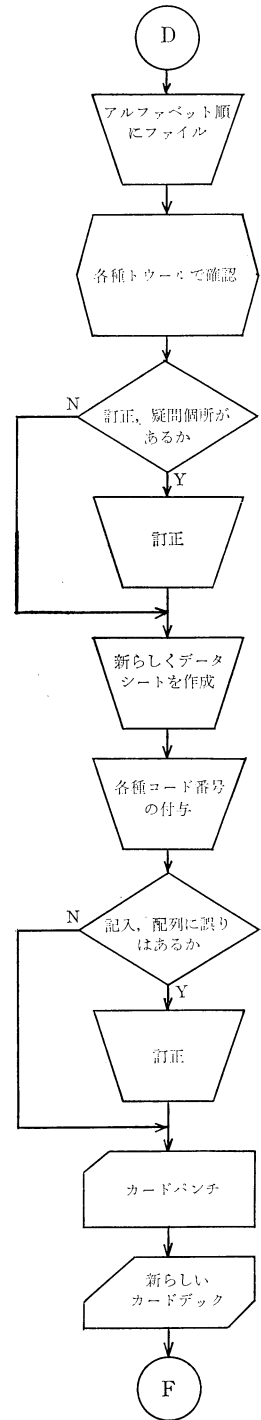 D
アルファベット順
にファイル
各種トウールで確認
N
訂正，疑問個所が
あるか
Y
訂正
新らしくデータ
シートを作成
各種コード番号
の付与
N
記入，配列に誤り
はあるか
Y
訂正
カードパンチ
新らしい
カードデック
F